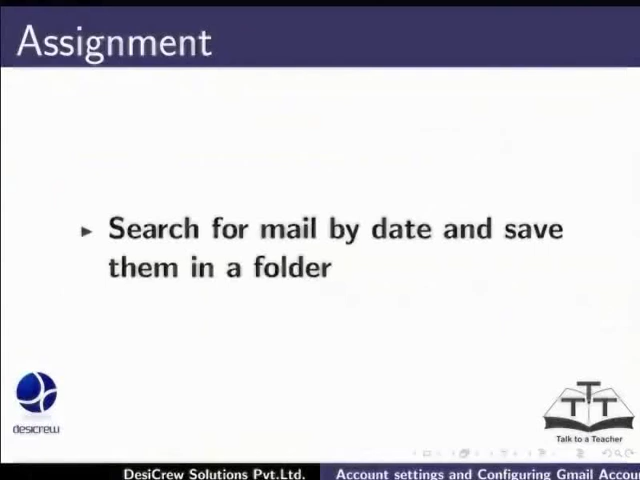 Assignment
Search for mail by date and save
them in a folder
desicrew
TTT
Talk to a Teacher
DesiCrew Solutions Pvt.Ltd.
Account settings and Configuring Gmail Accou